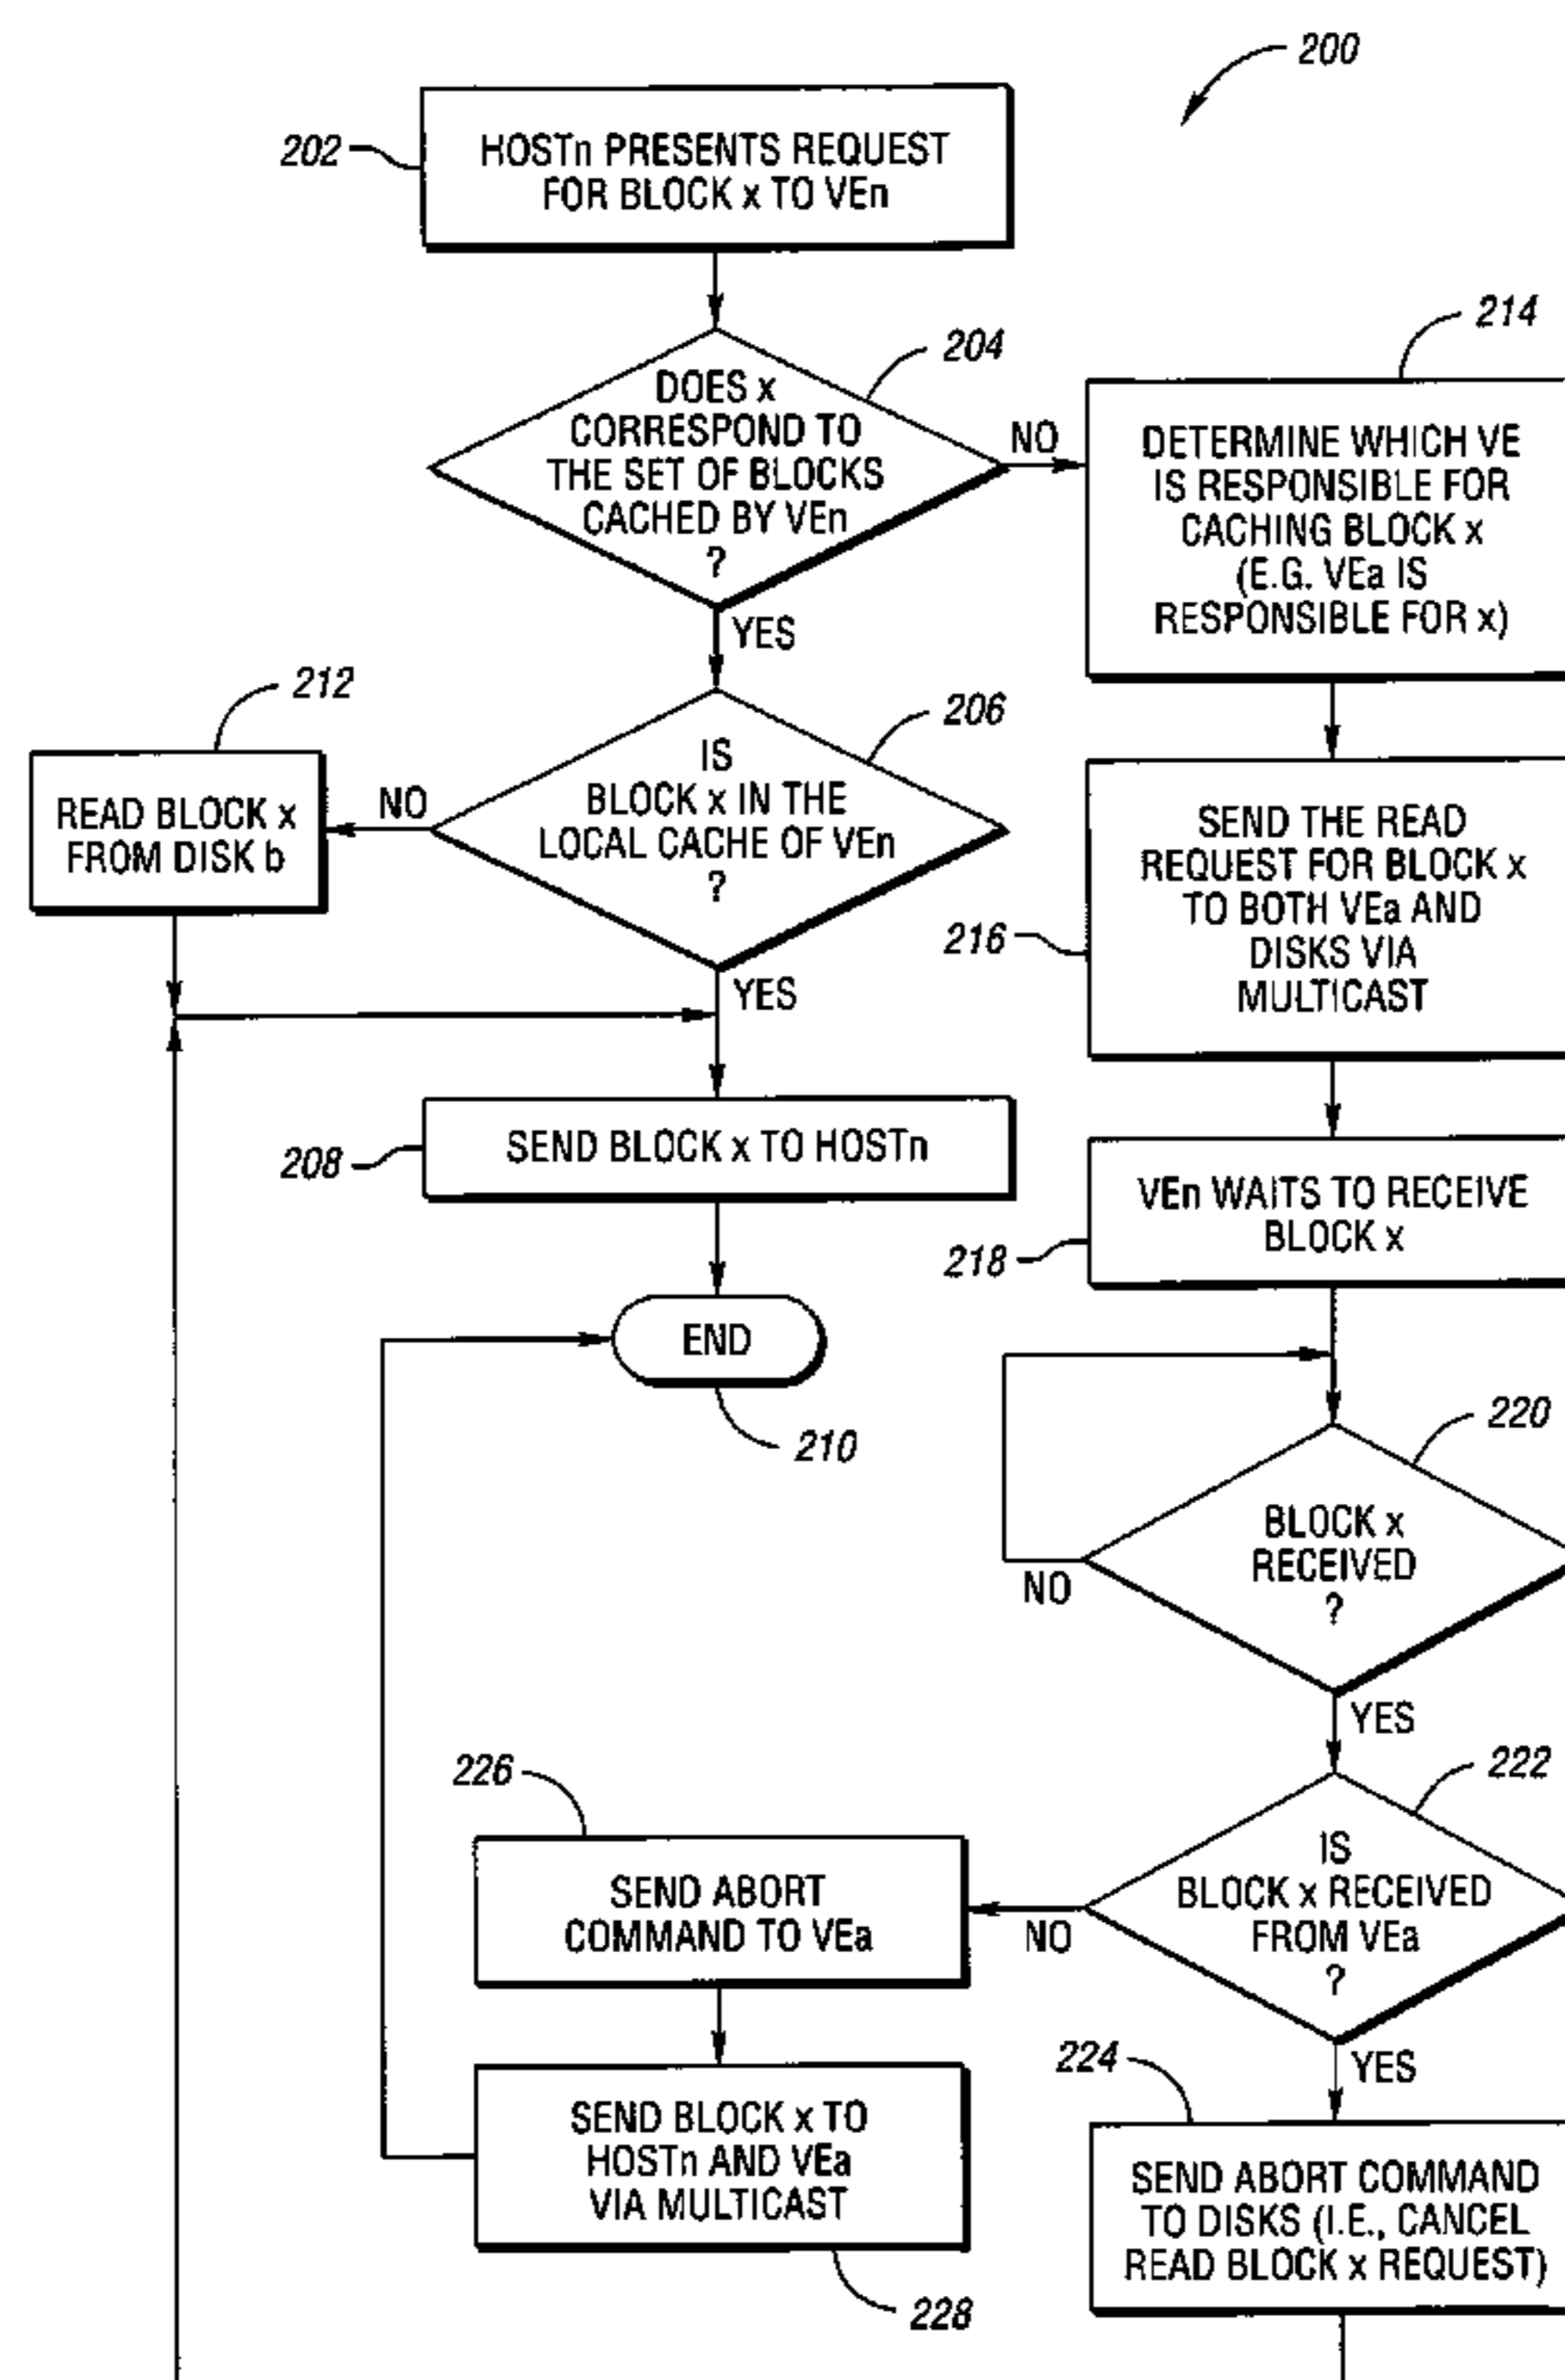 200
202
HOSTn PRESENTS REQUEST
FOR BLOCK x TO VEn
204
DOES x
CORRESPOND TO
THE SET OF BLOCKS
CACHED BY VEn
?
NO
YES
214
DETERMINE WHICH VE
IS RESPONSIBLE FOR
CACHING BLOCK x
(E.G. VEa IS
RESPONSIBLE FOR x)
212
READ BLOCK x
FROM DISK b
NO
206
IS
BLOCK x IN THE
LOCAL CACHE OF VEn
?
YES
216
SEND THE READ
REQUEST FOR BLOCK x
TO BOTH VEa AND
DISKS VIA
MULTICAST
208
SEND BLOCK x TO HOSTn
218
VEn WAITS TO RECEIVE
BLOCK x
END
210
220
BLOCK x
RECEIVED
?
NO
YES
222
IS
BLOCK x RECEIVED
FROM VEa
?
NO
YES
226
SEND ABORT
COMMAND TO VEa
224
SEND ABORT COMMAND
TO DISKS (I.E., CANCEL
READ BLOCK x REQUEST)
SEND BLOCK x TO
HOSTn AND VEa
VIA MULTICAST
228